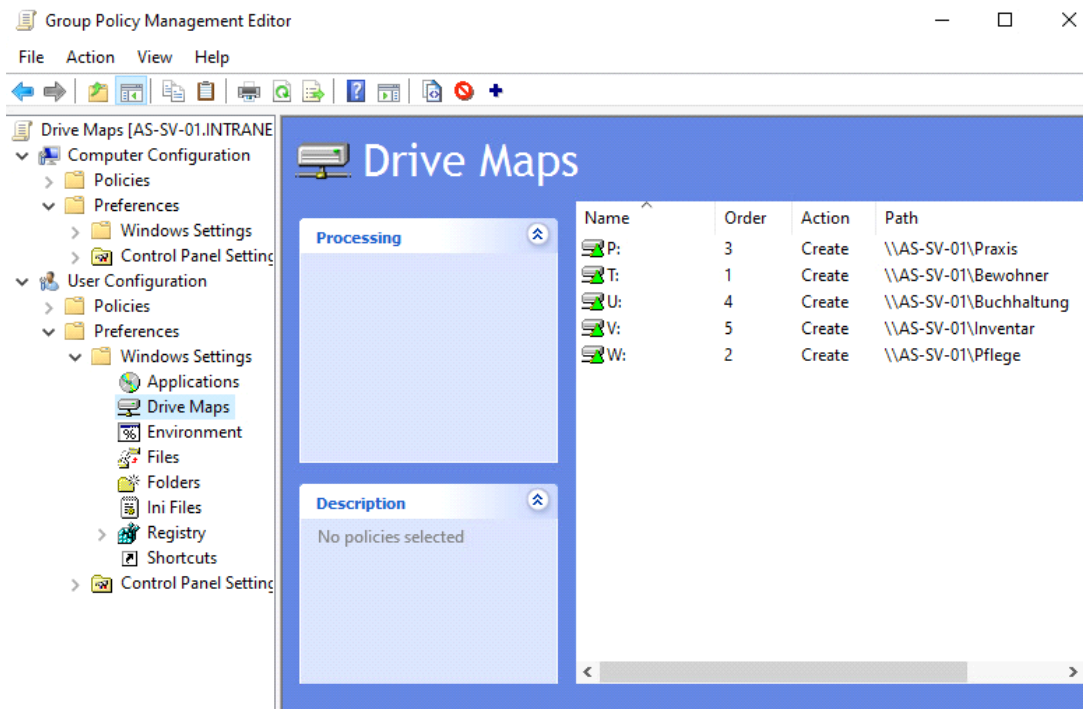 Group Policy Management Editor
File Action View Help
Drive Maps [AS-SV-01.INTRANE
Computer Configuration
Policies
Preferences
Windows Settings
Control Panel Setting
User Configuration
Policies
Preferences
Windows Settings
Applications
Drive Maps
Environment
Files
Folders
Ini Files
Registry
Shortcuts
Control Panel Setting
Drive Maps
Processing
Description
No policies selected
Name Order Action Path
P: 3 Create \\AS-SV-01\Praxis
T: 1 Create \\AS-SV-01\Bewohner
U: 4 Create \\AS-SV-01\Buchhaltung
V: 5 Create \\AS-SV-01\Inventar
W: 2 Create \\AS-SV-01\Pflege